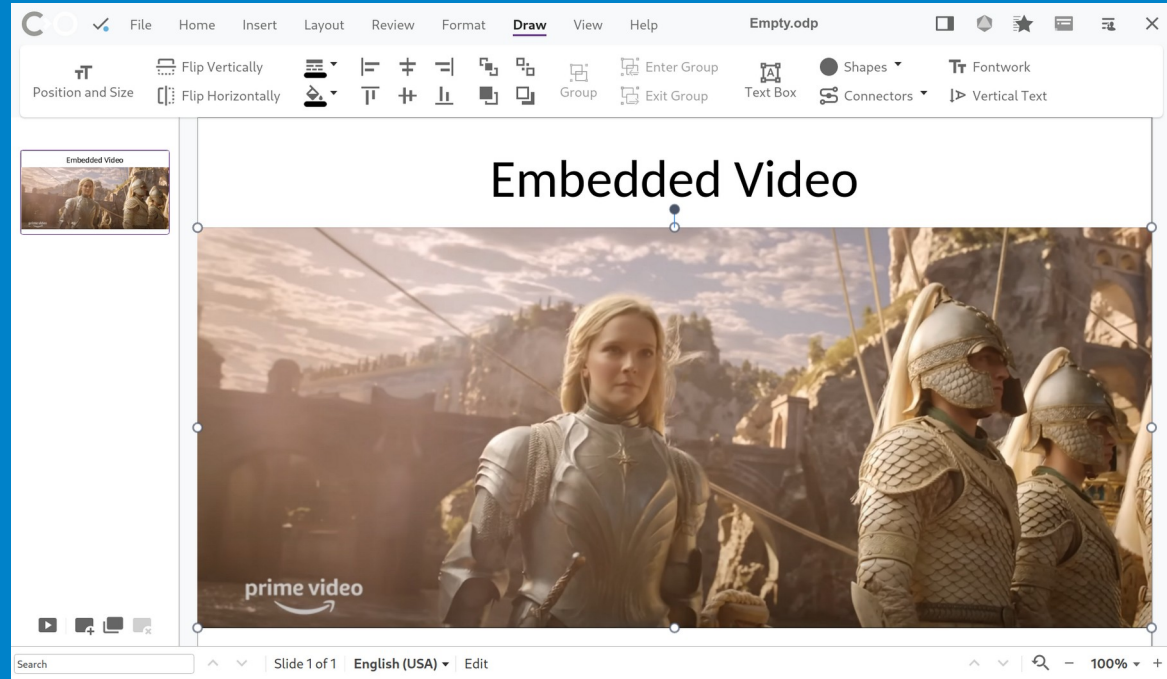 File Home Insert Layout Review Format Draw View Help Empty.odp
Position and Size
Flip Vertically
Flip Horizontally
Group
Enter Group
Exit Group
Text Box
Shapes
Connectors
Fontwork
Vertical Text
Embedded Video
Embedded Video
prime video
Search Slide 1 of 1 English (USA) Edit 100%